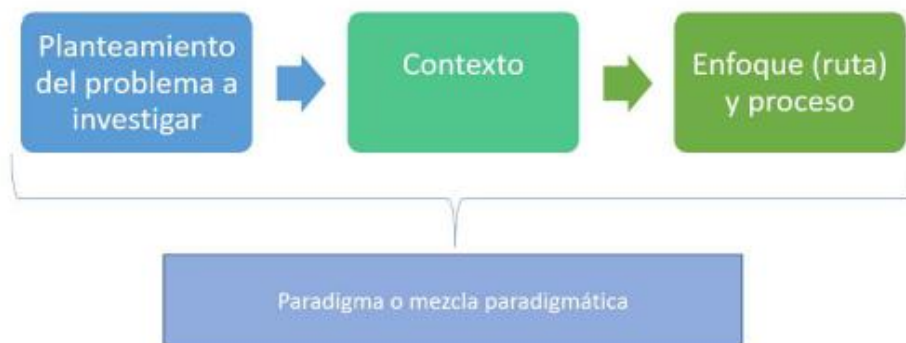 Planteamiento
del problema a
investigar
Contexto
Enfoque (ruta)
y proceso
Paradigma o mezcla paradigmática